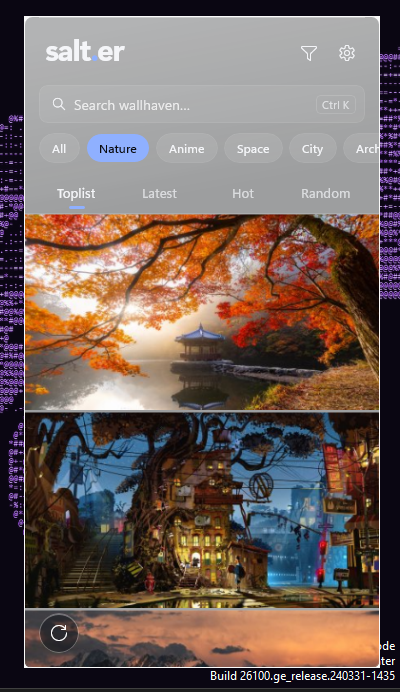 salt.er
Search wallhaven...
Ctrl K
All
Nature
Anime
Space
City
Arch
Toplist
Latest
Hot
Random
ode
ter
Build 26100.ge_release.240331-1435